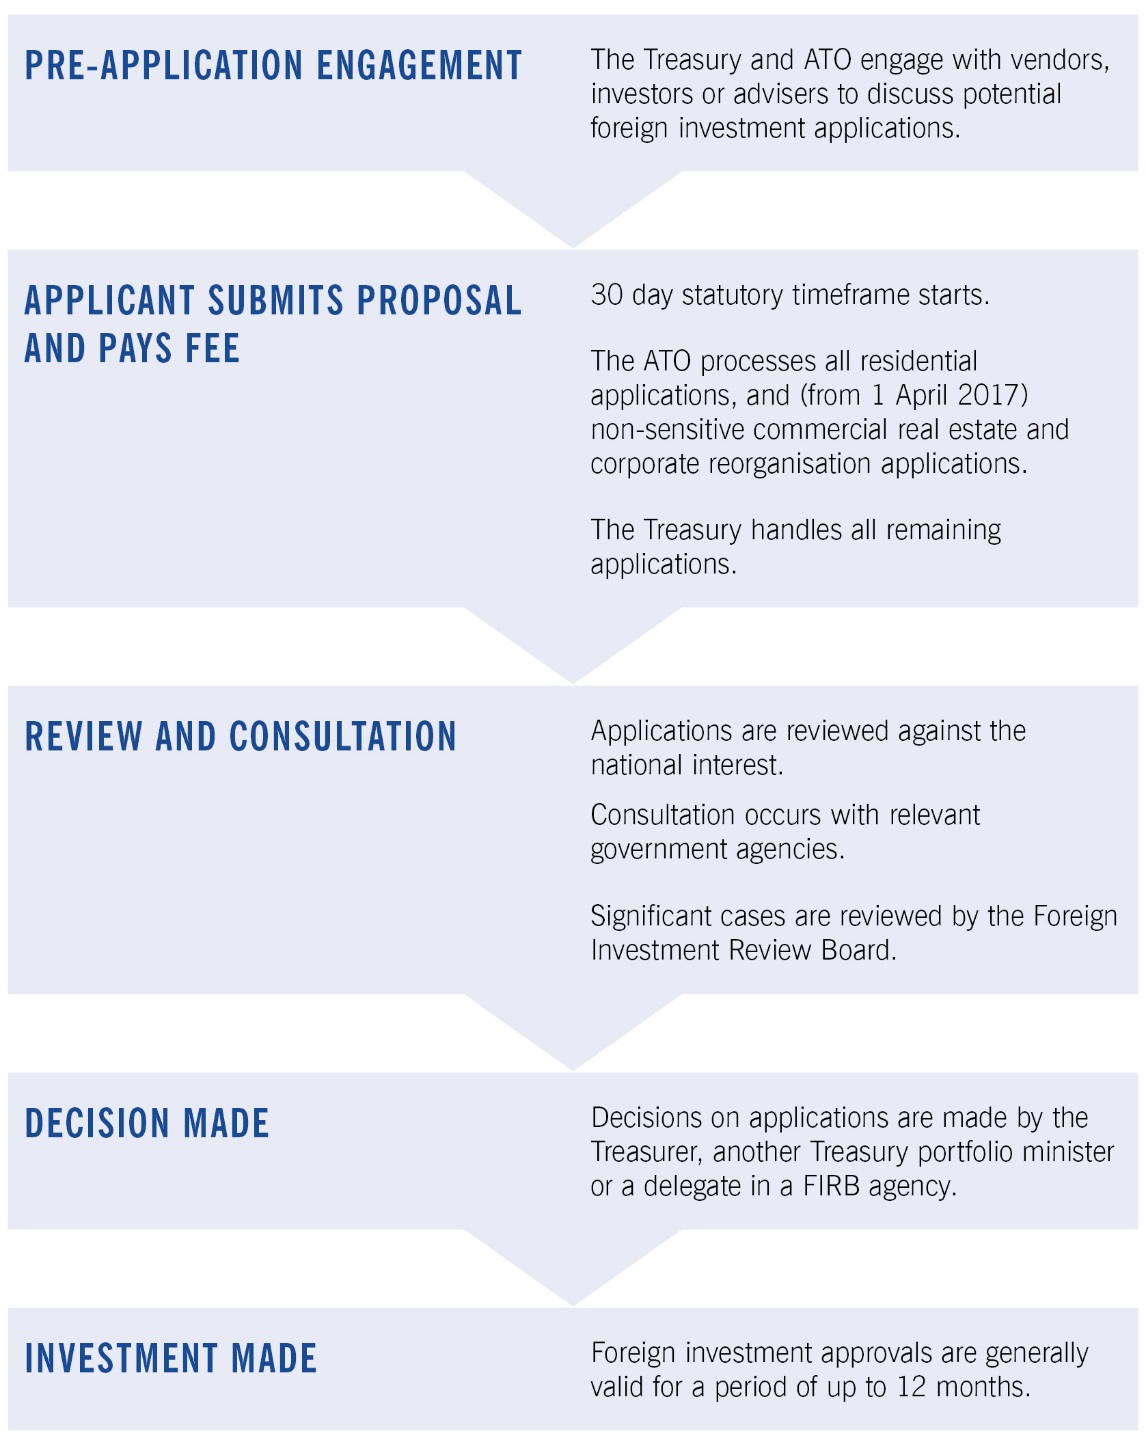 PRE-APPLICATION ENGAGEMENT
The Treasury and ATO engage with vendors,
investors or advisers to discuss potential
foreign investment applications.
APPLICANT SUBMITS PROPOSAL
AND PAYS FEE
30 day statutory timeframe starts.
The ATO processes all residential
applications, and (from 1 April 2017)
non-sensitive commercial real estate and
corporate reorganisation applications.
The Treasury handles all remaining
applications.
REVIEW AND CONSULTATION
Applications are reviewed against the
national interest.
Consultation occurs with relevant
government agencies.
Significant cases are reviewed by the Foreign
Investment Review Board.
DECISION MADE
Decisions on applications are made by the
Treasurer, another Treasury portfolio minister
or a delegate in a FIRB agency.
INVESTMENT MADE
Foreign investment approvals are generally
valid for a period of up to 12 months.